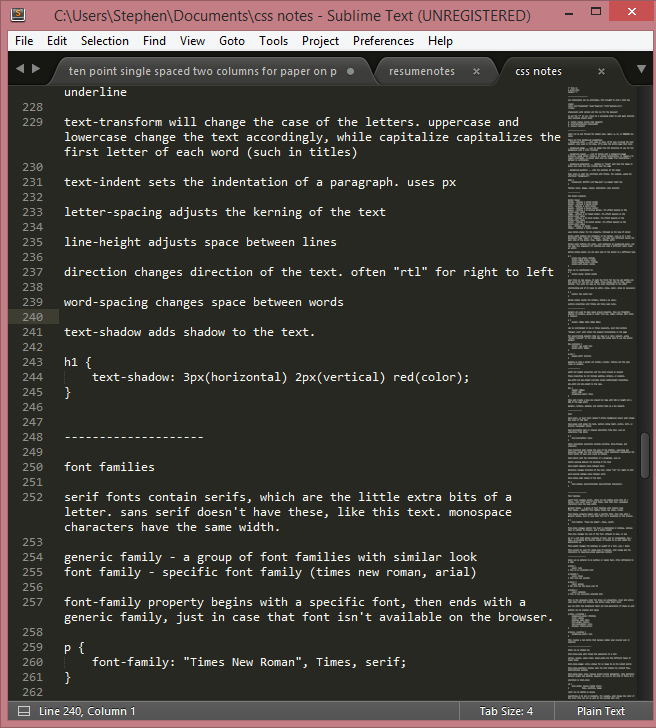 C:\Users\Stephen\Documents\css notes - Sublime Text (UNREGISTERED)
File Edit Selection Find View Goto Tools Project Preferences Help
ten point single spaced two columns for paper on p
resumenotes
css notes
underline
228
229 text-transform will change the case of the letters. uppercase and
lowercase change the text accordingly, while capitalize capitalizes the
first letter of each word (such in titles)
230
231 text-indent sets the indentation of a paragraph. uses px
232
233 letter-spacing adjusts the kerning of the text
234
235 line-height adjusts space between lines
236
237 direction changes direction of the text. often "rtl" for right to left
238
239 word-spacing changes space between words
240
241 text-shadow adds shadow to the text.
242
243 h1 {
244 text-shadow: 3px(horizontal) 2px(vertical) red(color);
245 }
246
247
248 --------------------
249
250 font families
251
252 serif fonts contain serifs, which are the little extra bits of a
letter. sans serif doesn't have these, like this text. monospace
characters have the same width.
253
254 generic family - a group of font families with similar look
255 font family - specific font family (times new roman, arial)
256
257 font-family property begins with a specific font, then ends with a
generic family, just in case that font isn't available on the browser.
258
259 p {
260 font-family: "Times New Roman", Times, serif;
261 }
262
Line 240, Column 1
Tab Size: 4
Plain Text